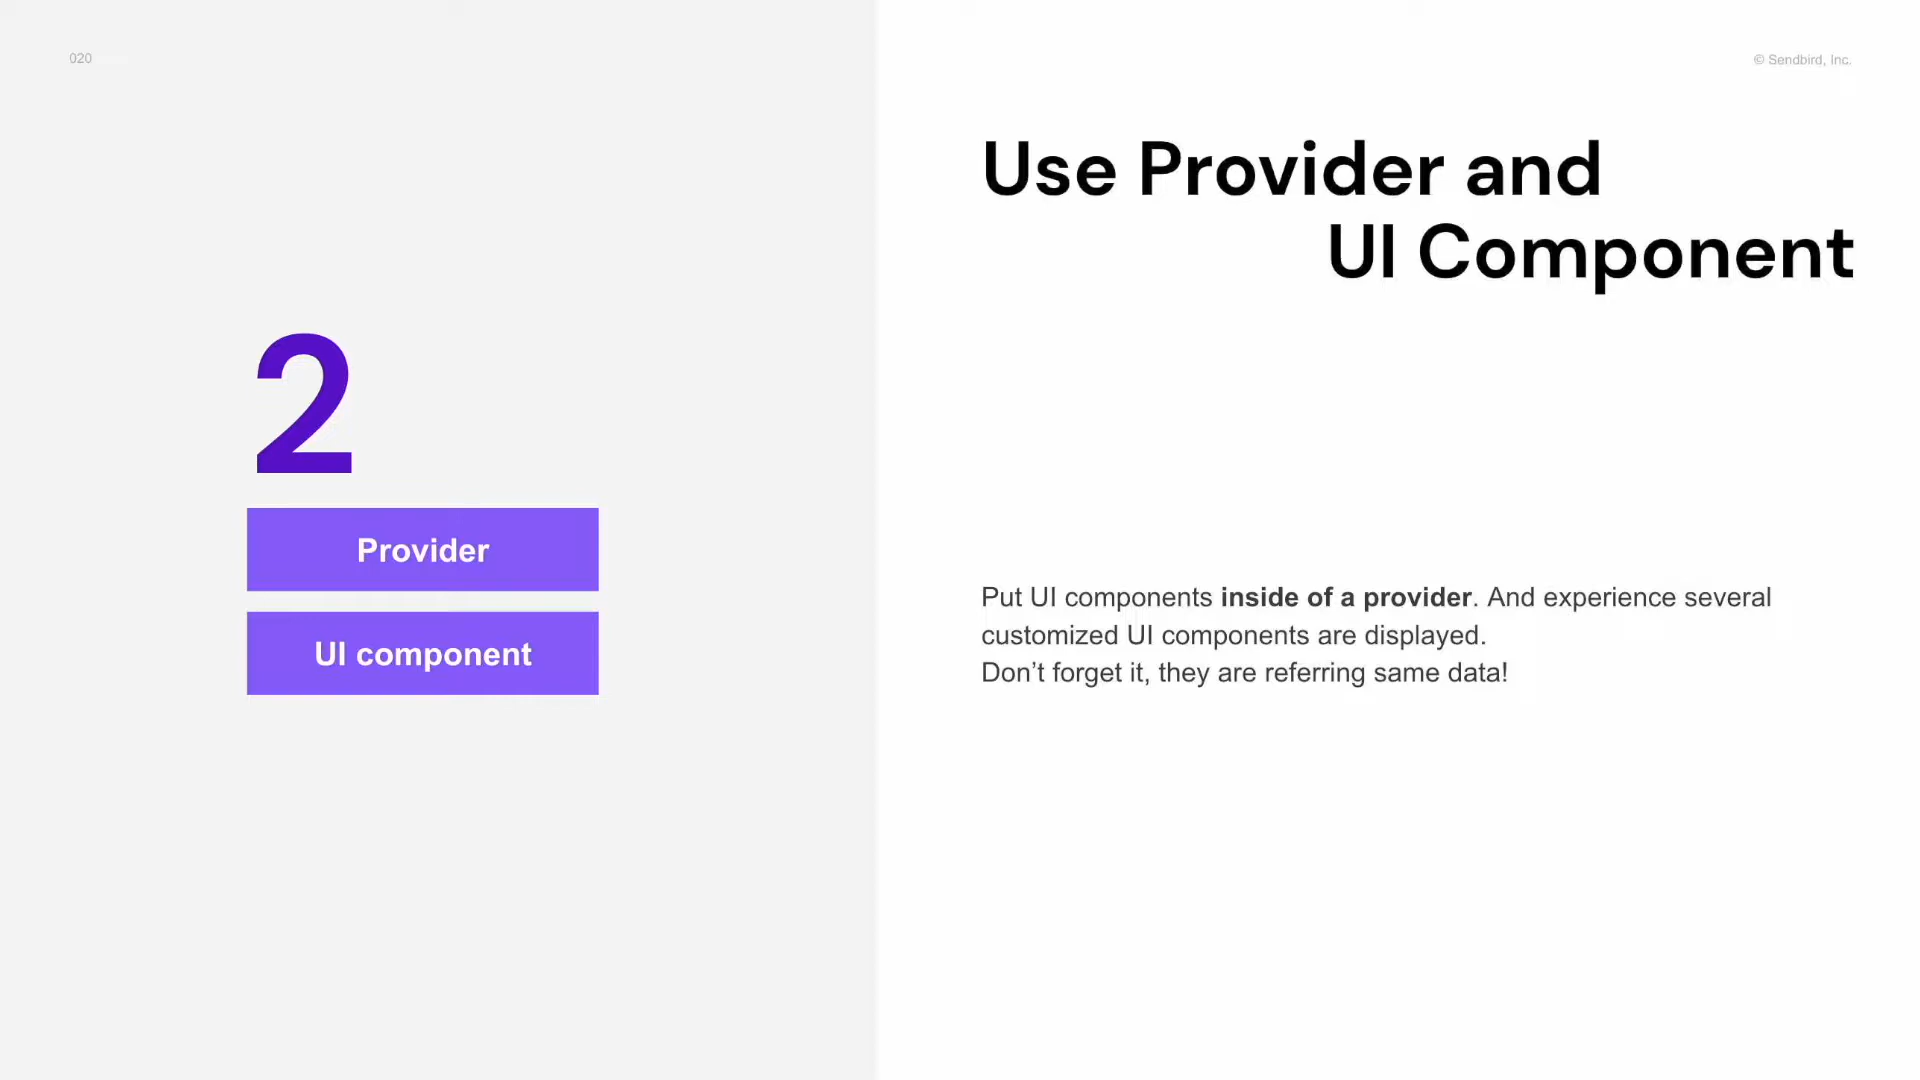 020
© Sendbird, Inc.
Use Provider and
UI Component
2
Provider
UI component
Put UI components inside of a provider. And experience several
customized UI components are displayed.
Don’t forget it, they are referring same data!